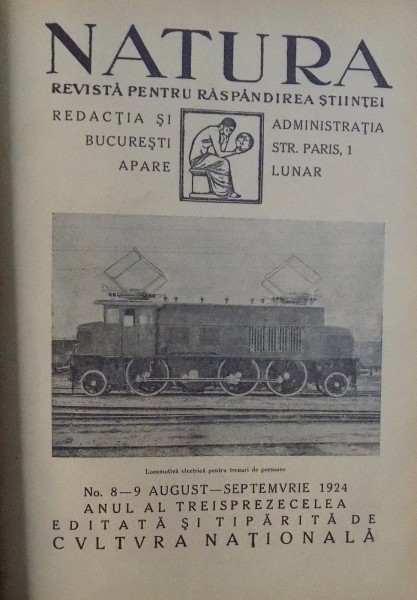 NATURA
REVISTĂ PENTRU RĂSPÂNDIREA ŞTIINŢEI
REDACŢIA ŞI
BUCUREŞTI
APARE
ADMINISTRAŢIA
STR. PARIS, 1
LUNAR
Locomotivă electrică pentru trenuri de persoane
No. 8—9 AUGUST—SEPTEMVRIE 1924
ANUL AL TREISPREZECELEA
EDITATĂ ŞI TIPĂRITĂ DE
CVLTVRA NAŢIONALĂ